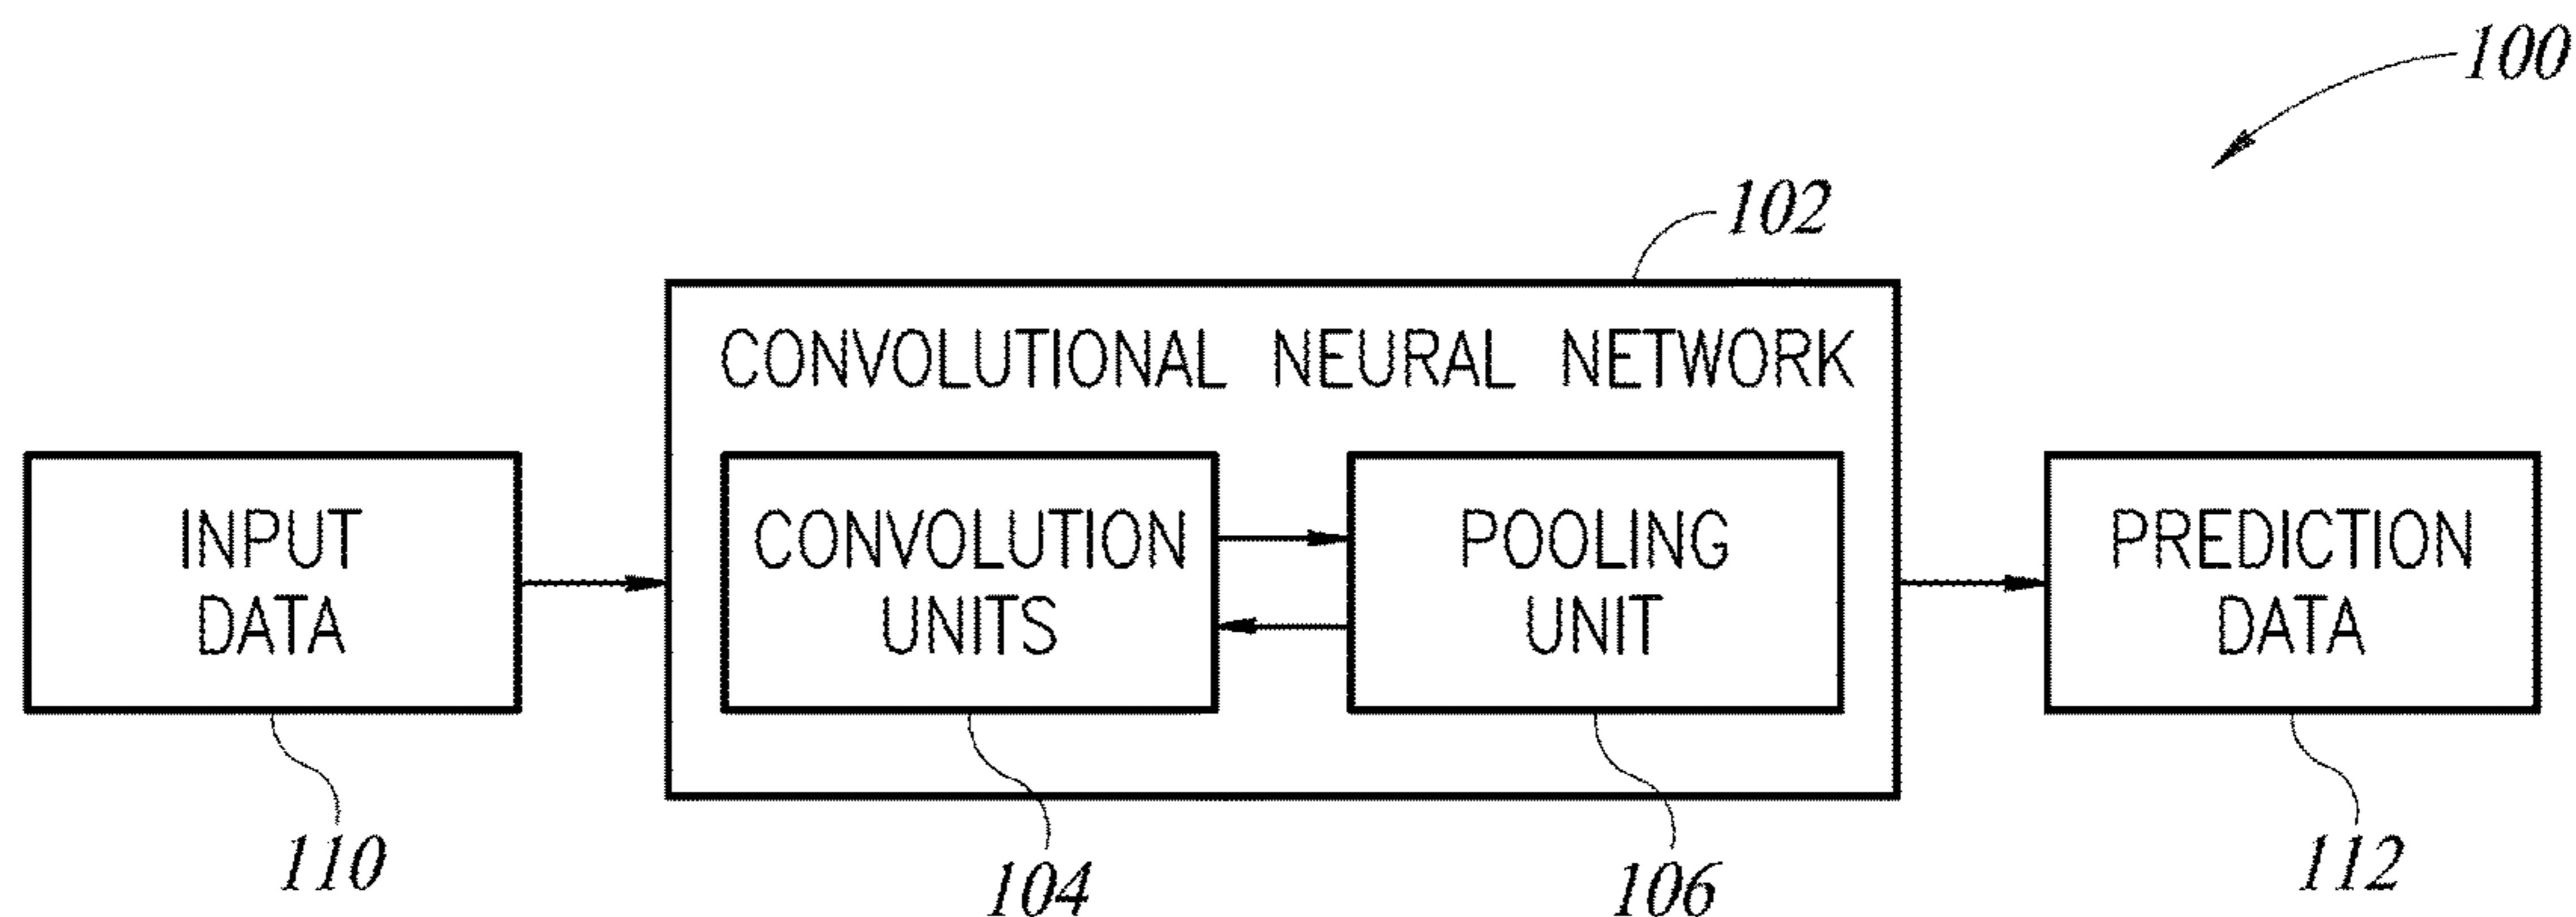 100
102
CONVOLUTIONAL NEURAL NETWORK
INPUT
DATA
CONVOLUTION
UNITS
POOLING
UNIT
PREDICTION
DATA
110
104
106
112